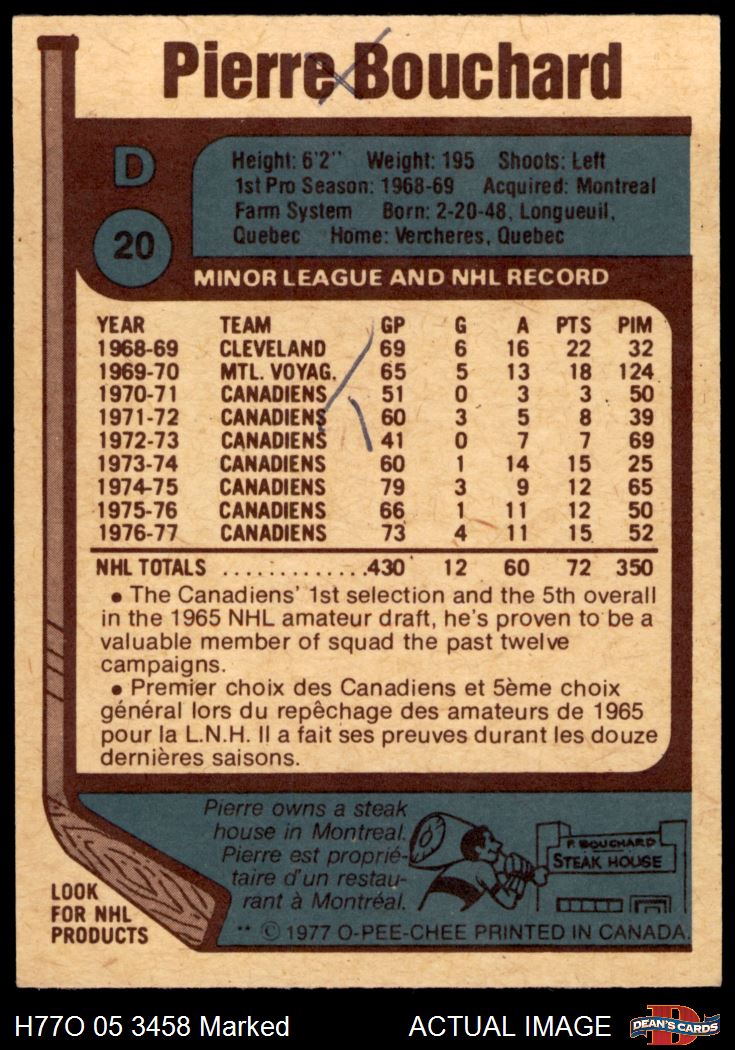 Pierre Bouchard
D
20
Height: 6'2" Weight: 195 Shoots: Left
1st Pro Season: 1968-69 Acquired: Montreal
Farm System Born: 2-20-48, Longueuil,
Quebec Home: Vercheres, Quebec
MINOR LEAGUE AND NHL RECORD
YEAR TEAM GP G A PTS PIM
1968-69 CLEVELAND 69 6 16 22 32
1969-70 MTL. VOYAG. 65 5 13 18 124
1970-71 CANADIENS 51 0 3 3 50
1971-72 CANADIENS 60 3 5 8 39
1972-73 CANADIENS 41 0 7 7 69
1973-74 CANADIENS 60 1 14 15 25
1974-75 CANADIENS 79 3 9 12 65
1975-76 CANADIENS 66 1 11 12 50
1976-77 CANADIENS 73 4 11 15 52
NHL TOTALS .............430 12 60 72 350
• The Canadiens' 1st selection and the 5th overall
in the 1965 NHL amateur draft, he's proven to be a
valuable member of squad the past twelve
campaigns.
• Premier choix des Canadiens et 5ème choix
général lors du repêchage des amateurs de 1965
pour la L.N.H. Il a fait ses preuves durant les douze
dernières saisons.
Pierre owns a steak
house in Montreal.
Pierre est proprié-
taire d'un restau-
rant à Montréal.
P. BOUCHARD
STEAK HOUSE
LOOK
FOR NHL
PRODUCTS
** © 1977 O-PEE-CHEE PRINTED IN CANADA.
H77O 05 3458 Marked
ACTUAL IMAGE
DEAN'S CARDS